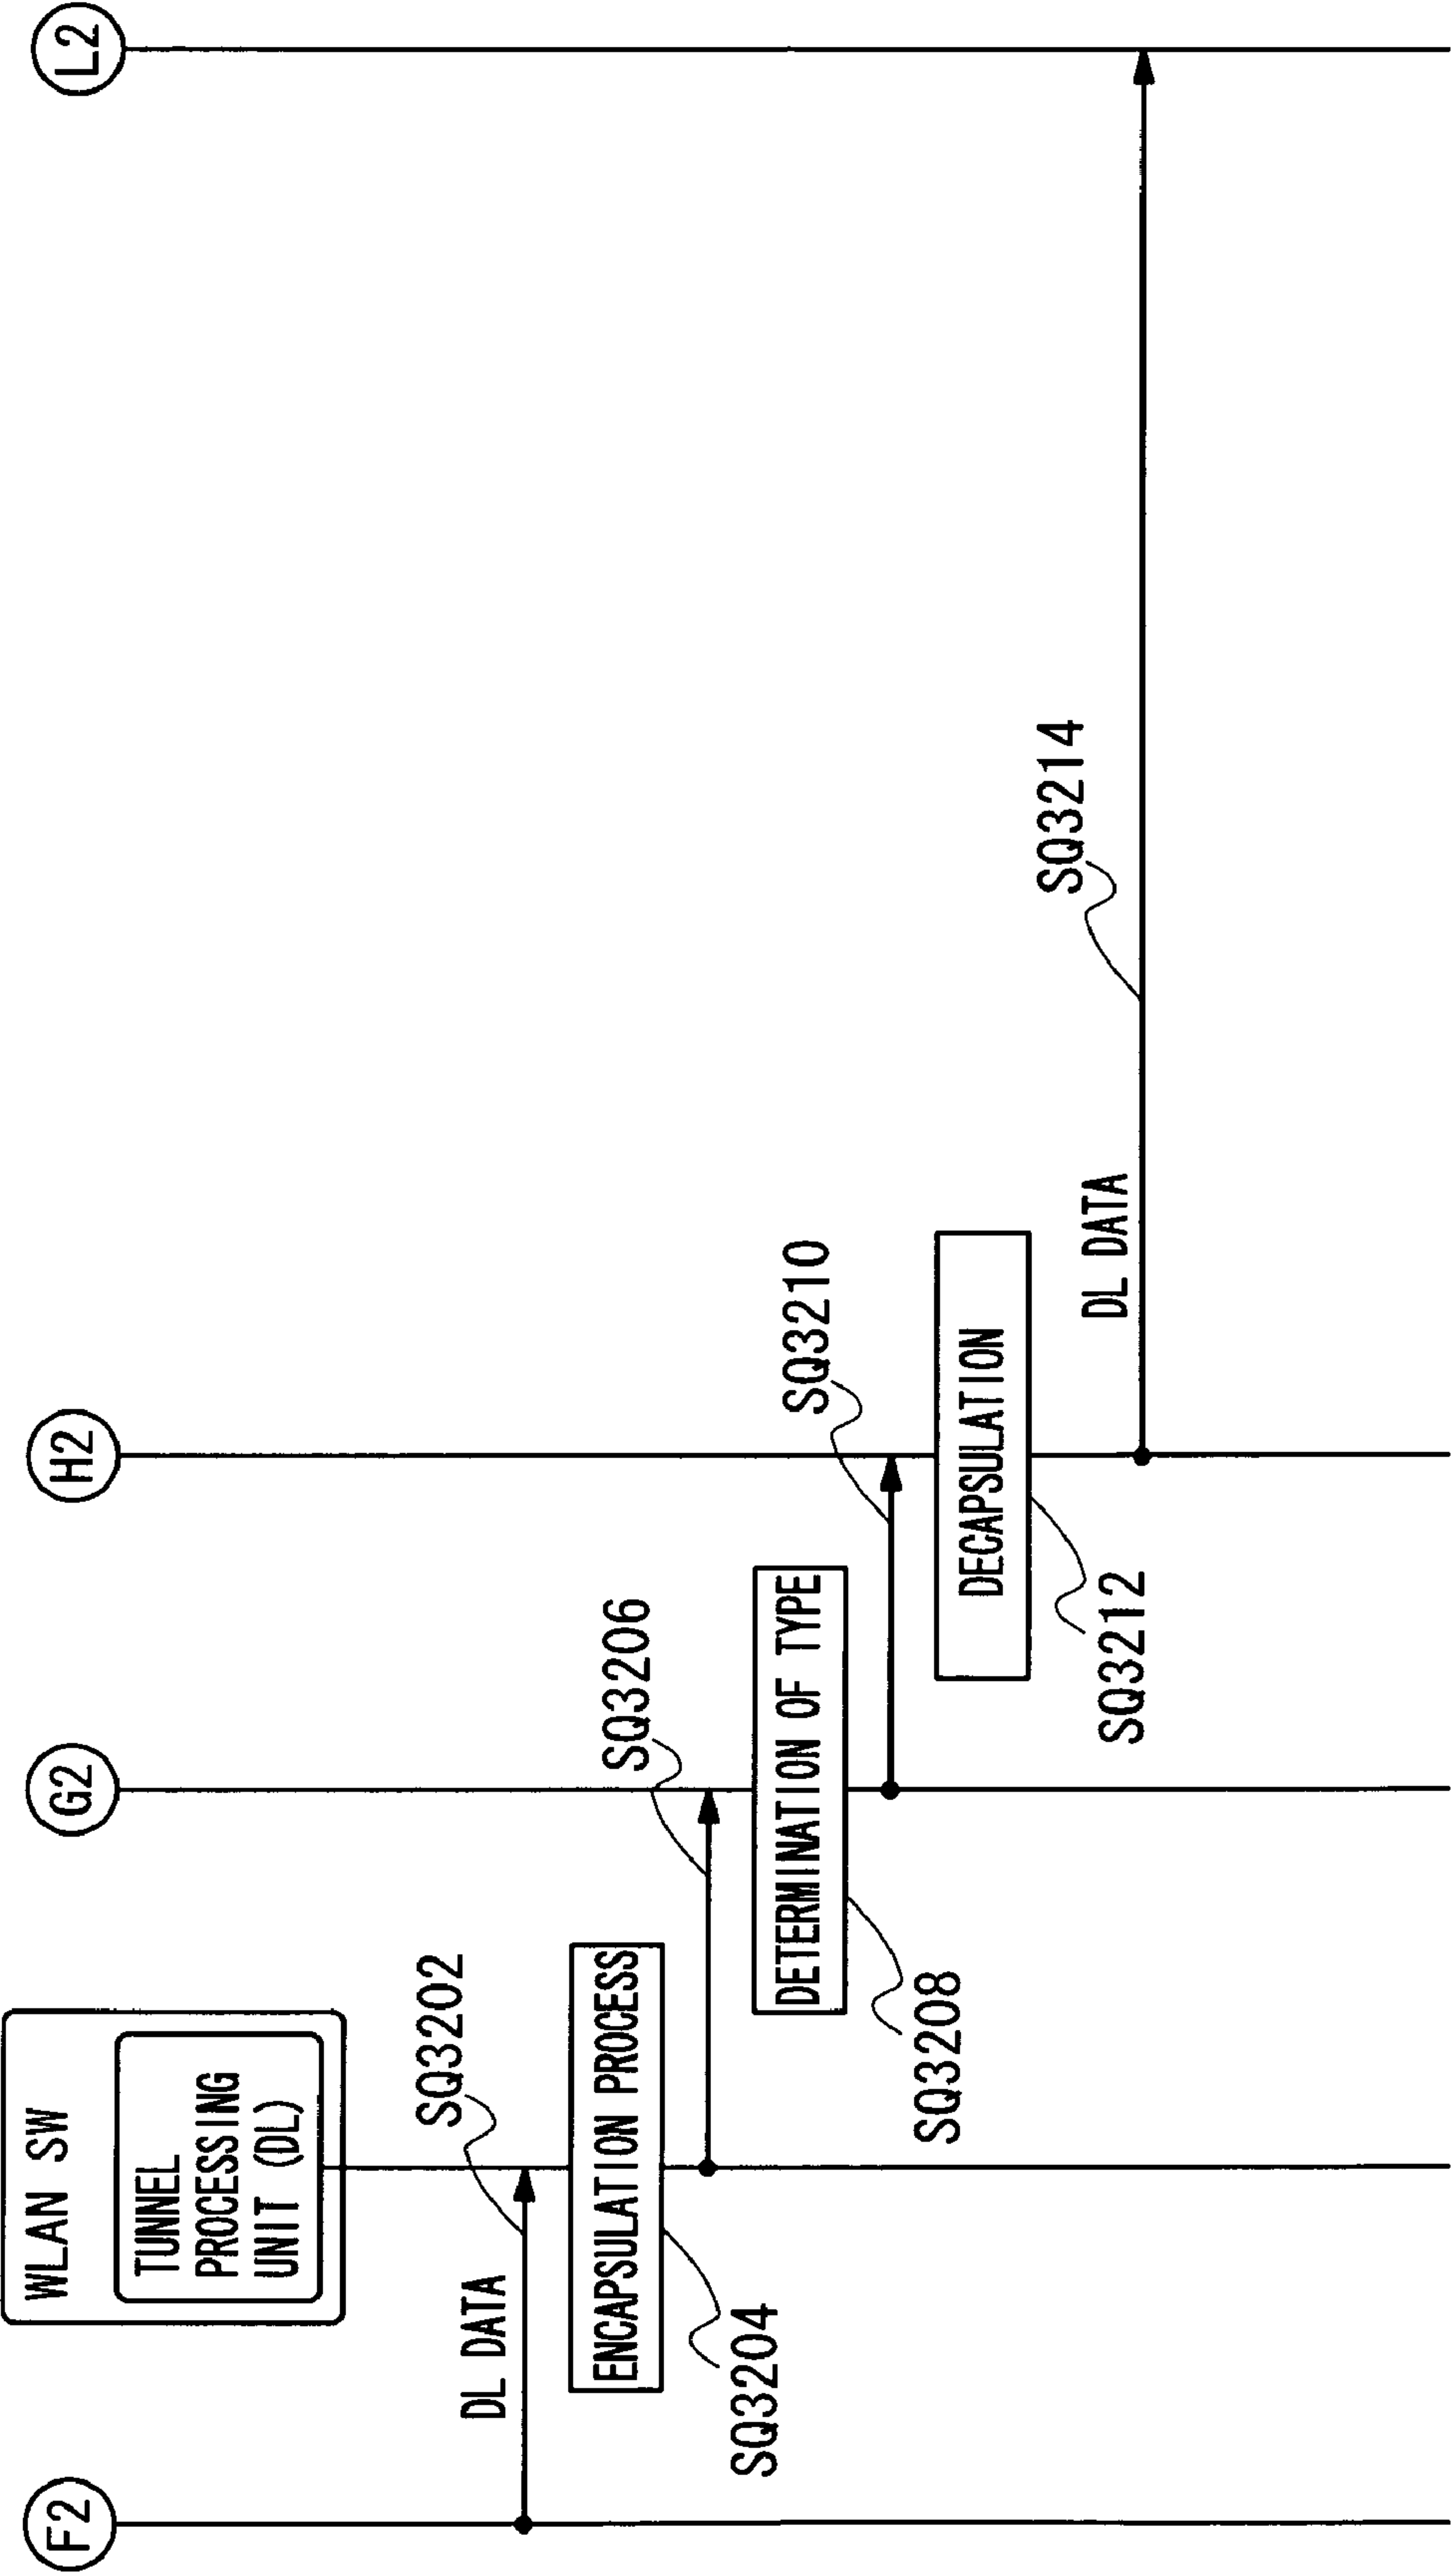 F2
WLAN SW
TUNNEL
PROCESSING
UNIT (DL)
G2
H2
L2
DL DATA
SQ3202
ENCAPSULATION PROCESS
SQ3204
SQ3206
DETERMINATION OF TYPE
SQ3208
SQ3210
DECAPSULATION
SQ3212
DL DATA
SQ3214